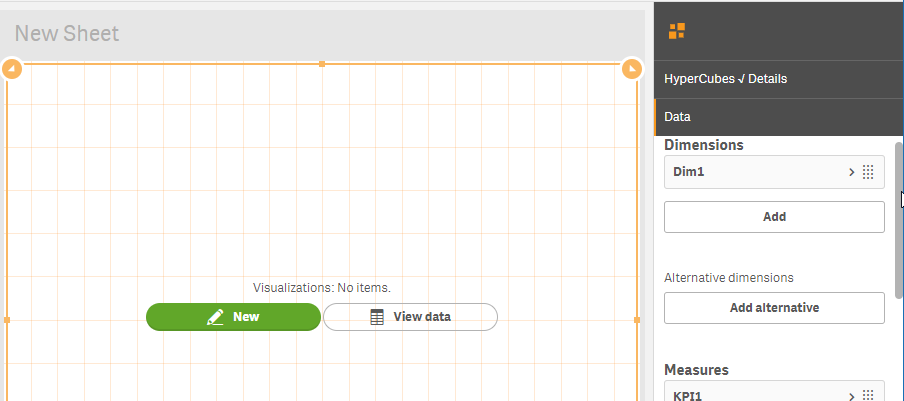 New Sheet
HyperCubes √ Details
Data
Dimensions
Dim1
Add
Alternative dimensions
Add alternative
Measures
KPI1
Visualizations: No items.
New
View data